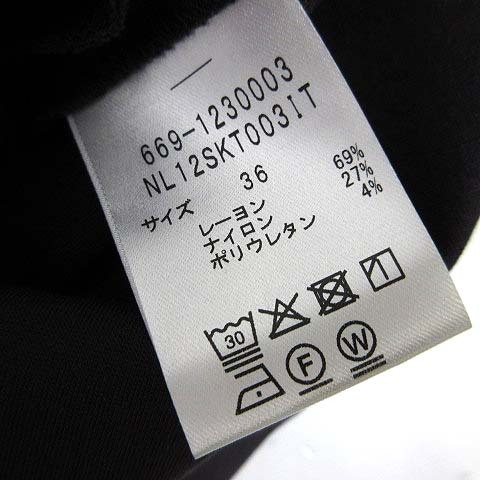 669-1230003
NL12SKT003IT
サイズ 36
レーヨン 69%
ナイロン 27%
ポリウレタン 4%
30
F W